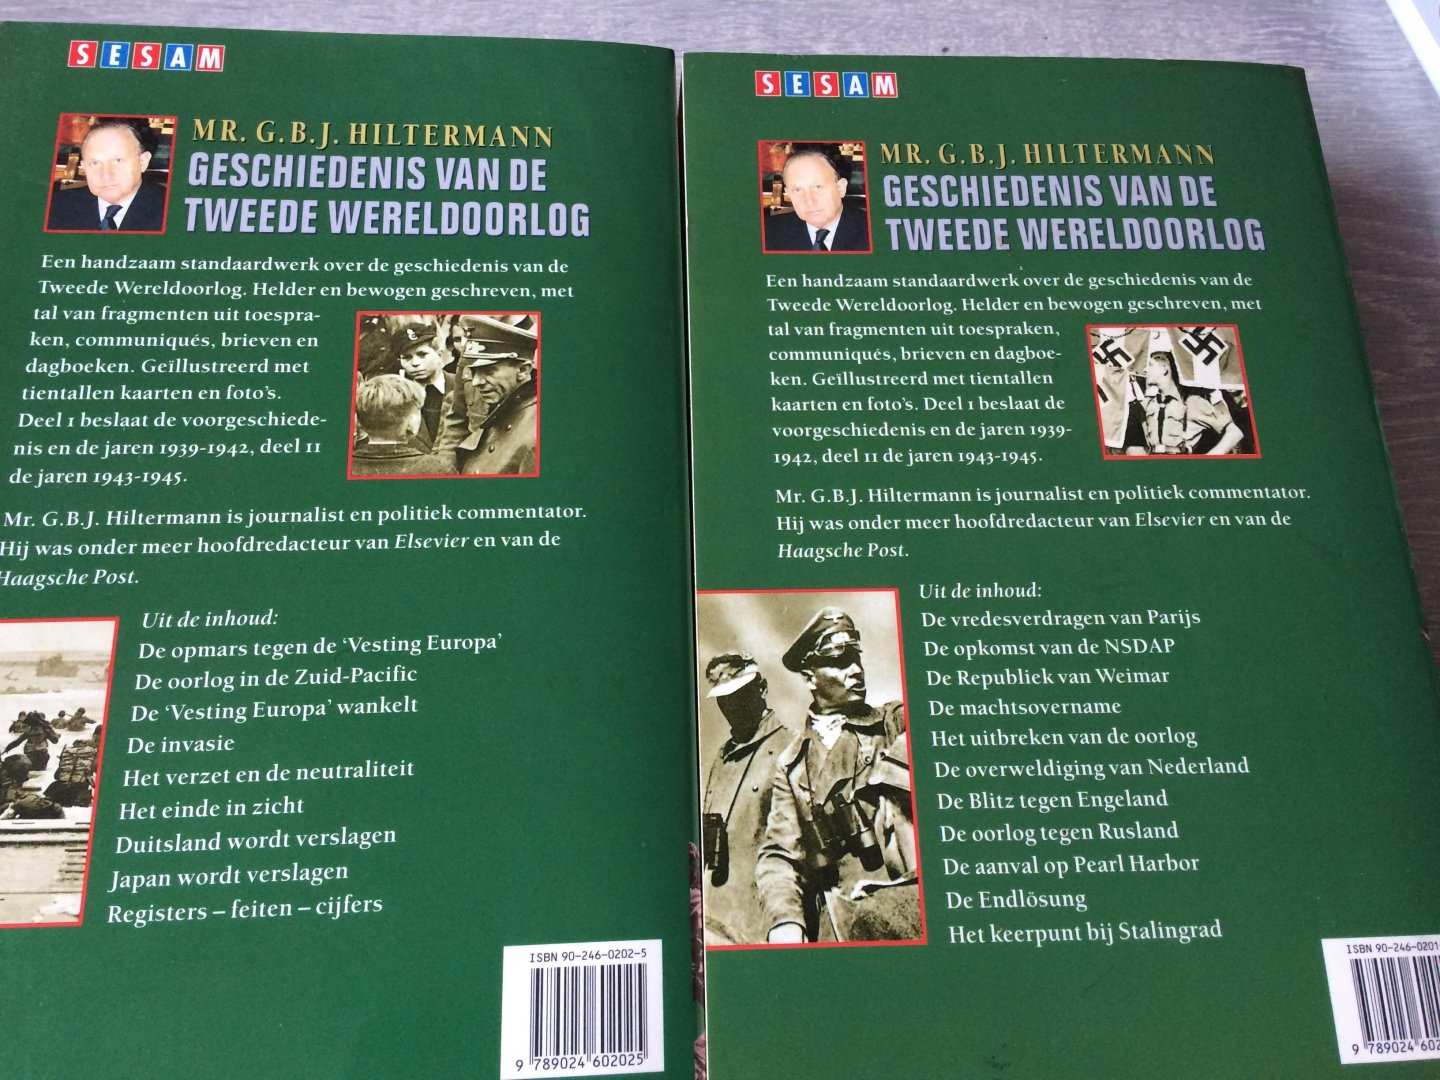 SESAM
MR. G.B.J. HILTERMANN
GESCHIEDENIS VAN DE
TWEEDE WERELDOORLOG
Een handzaam standaardwerk over de geschiedenis van de
Tweede Wereldoorlog. Helder en bewogen geschreven, met
tal van fragmenten uit toespra-
ken, communiqués, brieven en
dagboeken. Geïllustreerd met
tientallen kaarten en foto's.
Deel 1 beslaat de voorgeschiede-
nis en de jaren 1939-1942, deel 11
de jaren 1943-1945.
Mr. G.B.J. Hiltermann is journalist en politiek commentator.
Hij was onder meer hoofdredacteur van Elsevier en van de
Haagsche Post.
Uit de inhoud:
De opmars tegen de 'Vesting Europa'
De oorlog in de Zuid-Pacific
De 'Vesting Europa' wankelt
De invasie
Het verzet en de neutraliteit
Het einde in zicht
Duitsland wordt verslagen
Japan wordt verslagen
Registers – feiten – cijfers
ISBN 90-246-0202-5
9 789024 602025
SESAM
MR. G.B.J. HILTERMANN
GESCHIEDENIS VAN DE
TWEEDE WERELDOORLOG
Een handzaam standaardwerk over de geschiedenis van de
Tweede Wereldoorlog. Helder en bewogen geschreven, met
tal van fragmenten uit toespraken,
communiqués, brieven en dagboe-
ken. Geïllustreerd met tientallen
kaarten en foto's. Deel 1 beslaat de
voorgeschiedenis en de jaren 1939-
1942, deel 11 de jaren 1943-1945.
Mr. G.B.J. Hiltermann is journalist en politiek commentator.
Hij was onder meer hoofdredacteur van Elsevier en van de
Haagsche Post.
Uit de inhoud:
De vredesverdragen van Parijs
De opkomst van de NSDAP
De Republiek van Weimar
De machtsovername
Het uitbreken van de oorlog
De overweldiging van Nederland
De Blitz tegen Engeland
De oorlog tegen Rusland
De aanval op Pearl Harbor
De Endlösung
Het keerpunt bij Stalingrad
ISBN 90-246-0201
9 789024 602